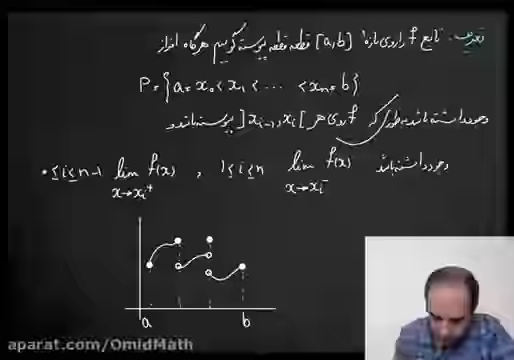 تعریف: تابع f را روی بازه [a,b] قطعه قطعه پیوسته گوییم هرگاه افراز
P = {a = x₀ < x₁ < ... < xₙ = b}
وجود داشته باشد به طوری که f روی هر ]xᵢ₋₁, xᵢ[ پیوسته باشد و
0 ≤ i ≤ n-1 lim x→xᵢ⁺ f(x) , 1 ≤ i ≤ n lim x→xᵢ⁻ f(x) وجود داشته باشد
a b
aparat.com/OmidMath